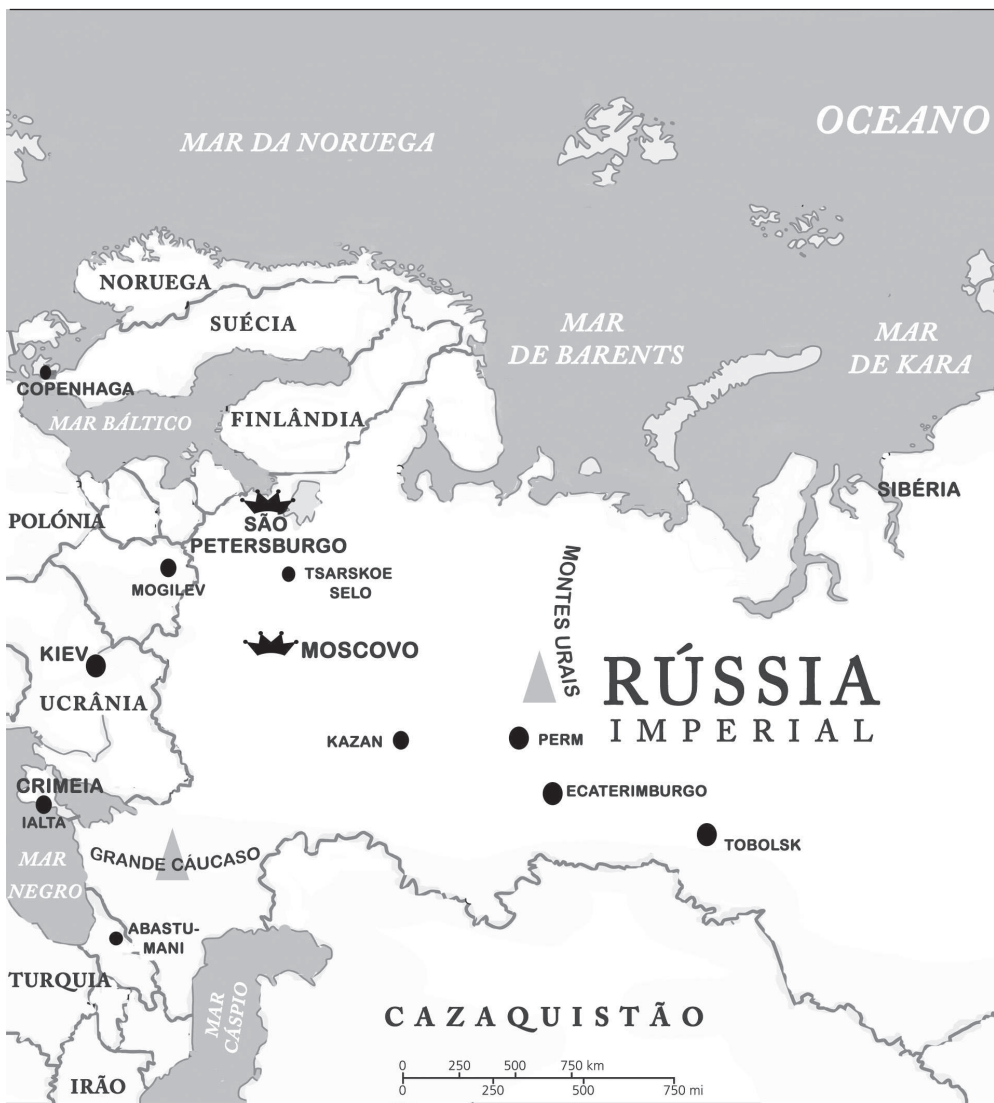 OCEANO
MAR DA NORUEGA
NORUEGA
SUÉCIA
MAR
DE BARENTS
MAR
DE KARA
COPENHAGA
MAR BÁLTICO
FINLÂNDIA
SIBÉRIA
POLÓNIA
SÃO
PETERSBURGO
MOGILEV
TSARSKOE
SELO
MONTES URAIS
KIEV
MOSCOVO
RÚSSIA
IMPERIAL
UCRÂNIA
KAZAN
PERM
CRIMEIA
IALTA
ECATERIMBURGO
TOBOLSK
MAR
NEGRO
GRANDE CÁUCASO
ABASTU-
MANI
TURQUIA
MAR
CÁSPIO
CAZAQUISTÃO
IRÃO
0 250 500 750 km
0 250 500 750 mi